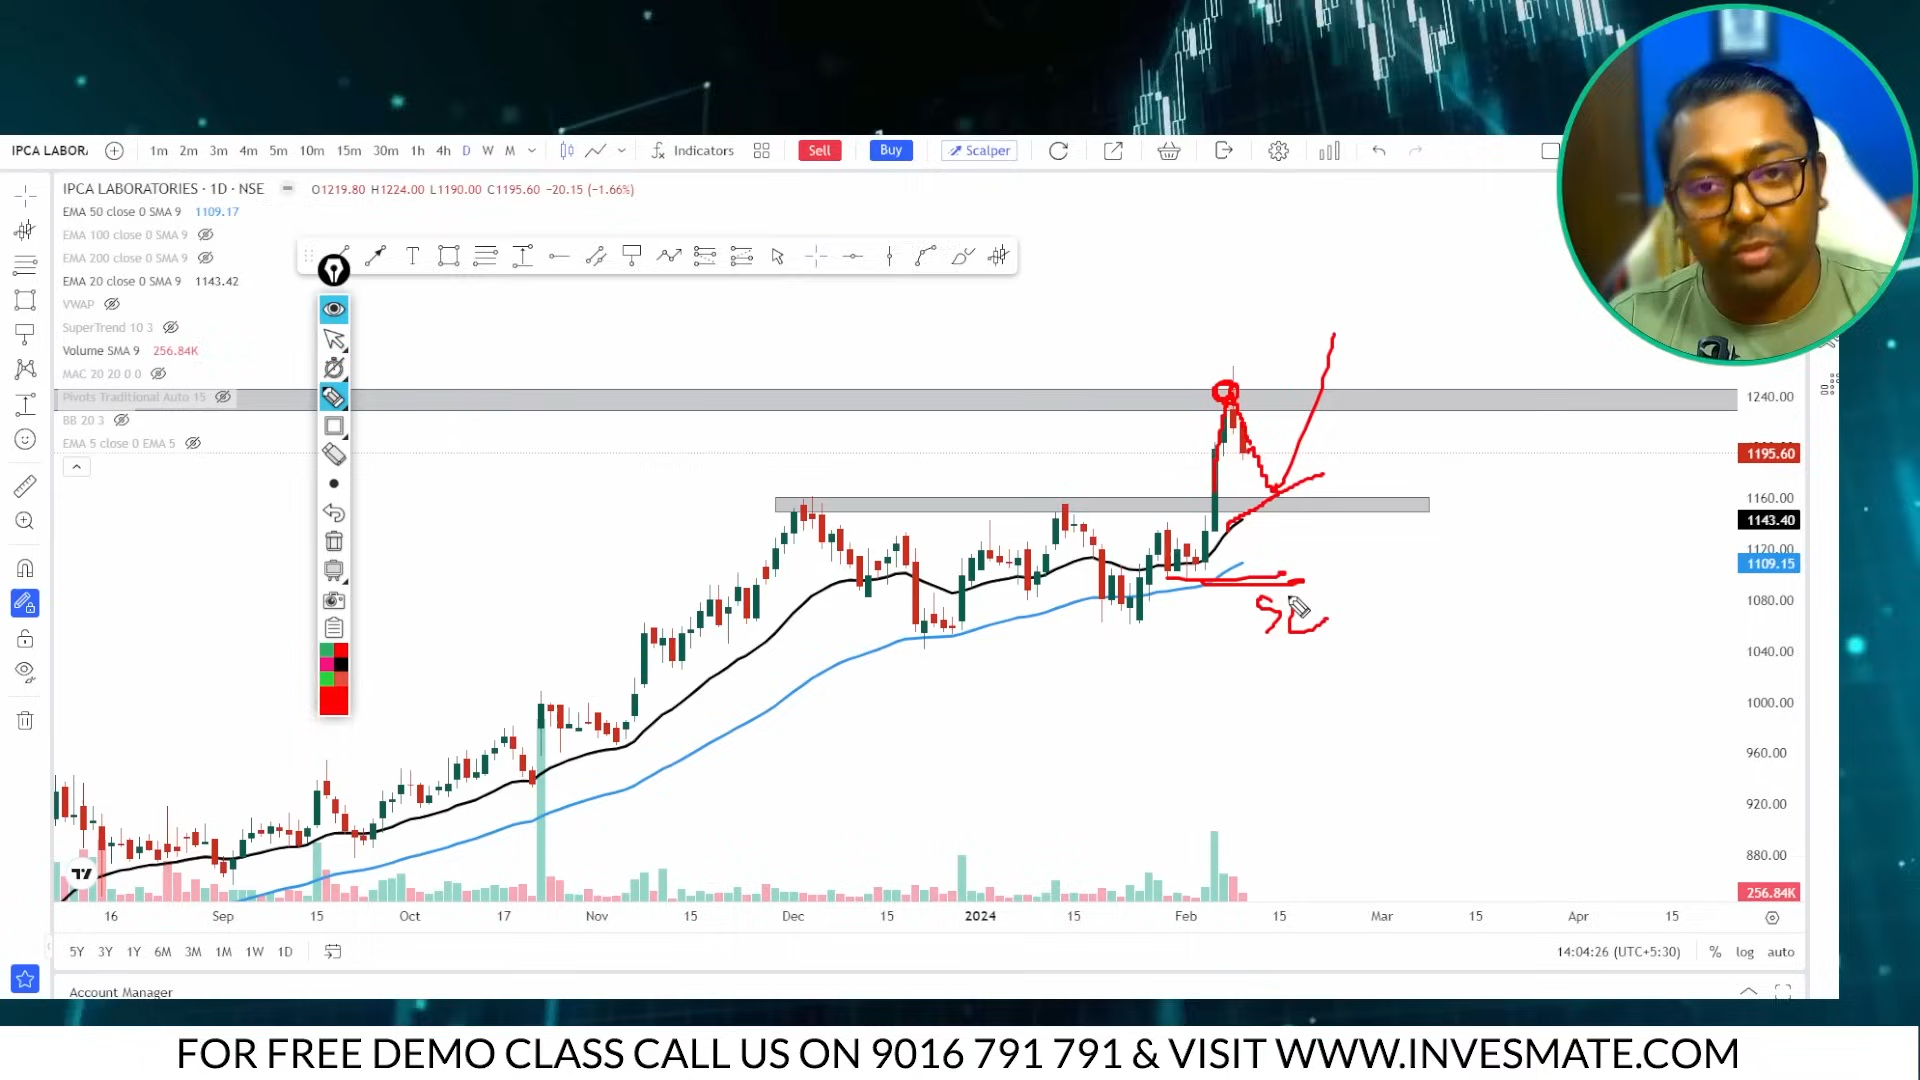 IPCA LABOR
1m 2m 3m 4m 5m 10m 15m 30m 1h 4h D W M Indicators Sell Buy Scalper
IPCA LABORATORIES · 1D · NSE O1219.80 H1224.00 L1190.00 C1195.60 −20.15 (−1.66%)
EMA 50 close 0 SMA 9 1109.17
EMA 100 close 0 SMA 9
EMA 200 close 0 SMA 9
EMA 20 close 0 SMA 9 1143.42
VWAP
SuperTrend 10 3
Volume SMA 9 256.84K
MAC 20 20 0 0
Pivots Traditional Auto 15
BB 20 3
EMA 5 close 0 EMA 5
1240.00
1195.60
1160.00
1143.40
1120.00
1109.15
1080.00
SL
1040.00
1000.00
960.00
920.00
880.00
256.84K
16 Sep 15 Oct 17 Nov 15 Dec 15 2024 15 Feb 15 Mar 15 Apr 15
5Y 3Y 1Y 6M 3M 1M 1W 1D 14:04:26 (UTC+5:30) % log auto
Account Manager
FOR FREE DEMO CLASS CALL US ON 9016 791 791 & VISIT WWW.INVESMATE.COM